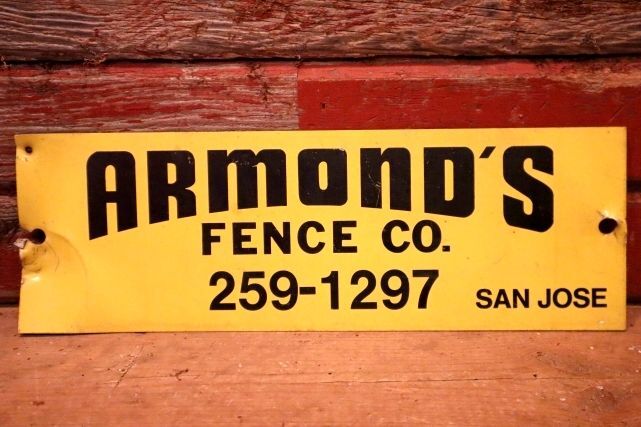 ARMOND'S
FENCE CO.
259-1297 SAN JOSE